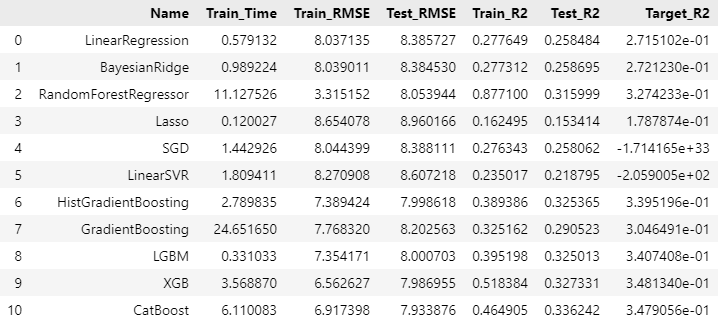 Name Train_Time Train_RMSE Test_RMSE Train_R2 Test_R2 Target_R2
0 LinearRegression 0.579132 8.037135 8.385727 0.277649 0.258484 2.715102e-01
1 BayesianRidge 0.989224 8.039011 8.384530 0.277312 0.258695 2.721230e-01
2 RandomForestRegressor 11.127526 3.315152 8.053944 0.877100 0.315999 3.274233e-01
3 Lasso 0.120027 8.654078 8.960166 0.162495 0.153414 1.787874e-01
4 SGD 1.442926 8.044399 8.388111 0.276343 0.258062 -1.714165e+33
5 LinearSVR 1.809411 8.270908 8.607218 0.235017 0.218795 -2.059005e+02
6 HistGradientBoosting 2.789835 7.389424 7.998618 0.389386 0.325365 3.395196e-01
7 GradientBoosting 24.651650 7.768320 8.202563 0.325162 0.290523 3.046491e-01
8 LGBM 0.331033 7.354171 8.000703 0.395198 0.325013 3.407408e-01
9 XGB 3.568870 6.562627 7.986955 0.518384 0.327331 3.481340e-01
10 CatBoost 6.110083 6.917398 7.933876 0.464905 0.336242 3.479056e-01